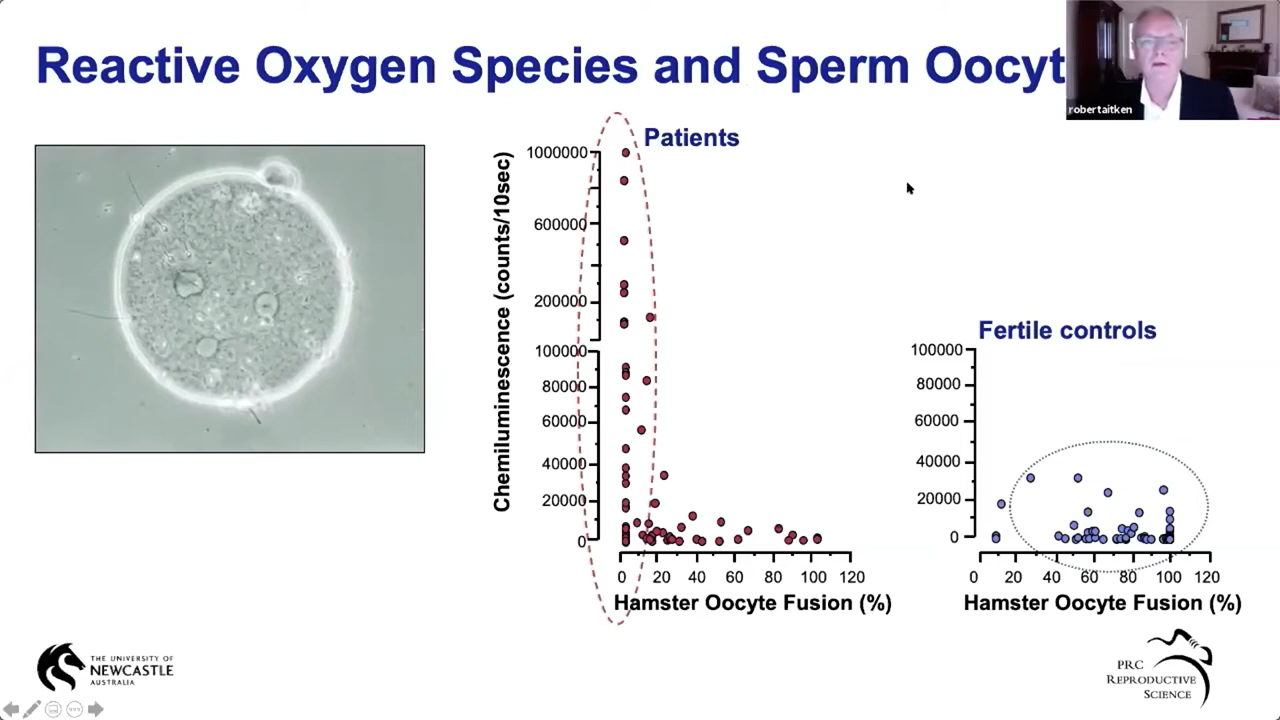 Reactive Oxygen Species and Sperm Oocyt
robertaitken
Patients
Chemiluminescence (counts/10sec)
1000000
600000
200000
100000
80000
60000
40000
20000
0
0 20 40 60 80 100 120
Hamster Oocyte Fusion (%)
Fertile controls
100000
80000
60000
40000
20000
0
0 20 40 60 80 100 120
Hamster Oocyte Fusion (%)
THE UNIVERSITY OF
NEWCASTLE
AUSTRALIA
PRC
REPRODUCTIVE
SCIENCE